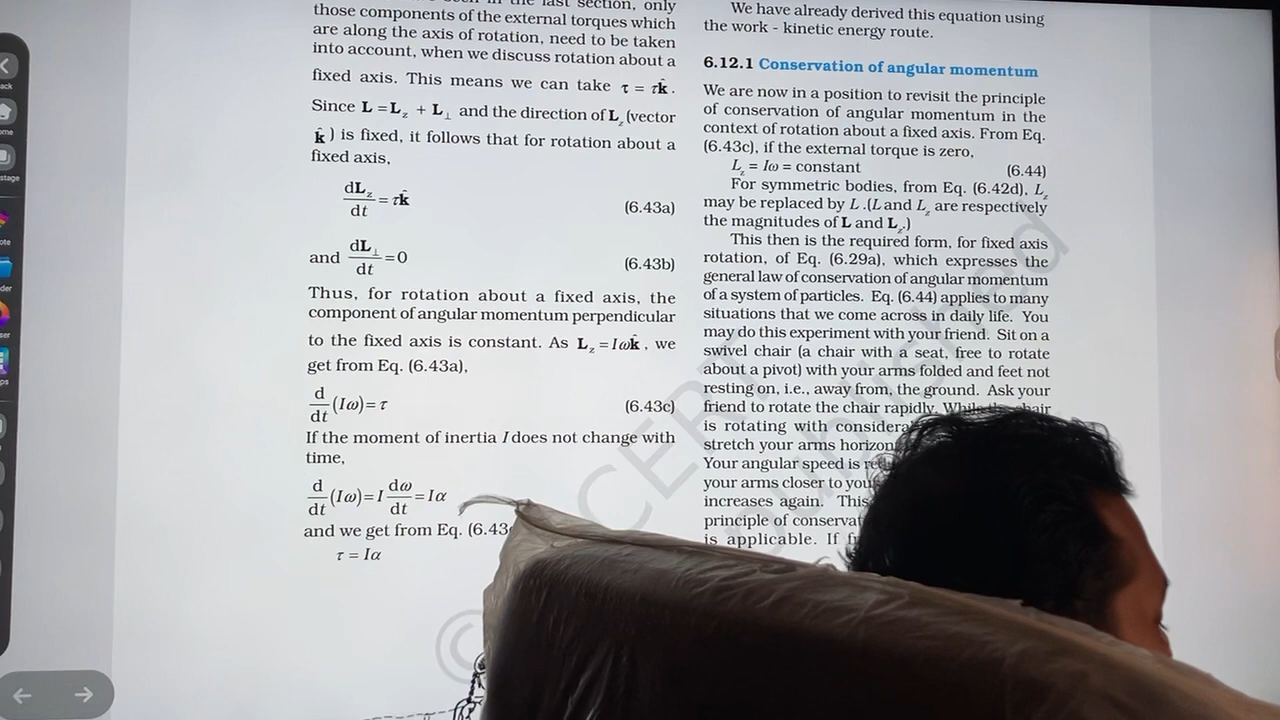 last section, only
those components of the external torques which
are along the axis of rotation, need to be taken
into account, when we discuss rotation about a
fixed axis. This means we can take τ = τk̂.
Since L = L_z + L_⊥ and the direction of L_z (vector
k̂) is fixed, it follows that for rotation about a
fixed axis,
dL_z/dt = τk̂ (6.43a)
and dL_⊥/dt = 0 (6.43b)
Thus, for rotation about a fixed axis, the
component of angular momentum perpendicular
to the fixed axis is constant. As L_z = Iωk̂, we
get from Eq. (6.43a),
d/dt (Iω) = τ (6.43c)
If the moment of inertia I does not change with
time,
d/dt (Iω) = I dω/dt = Iα
and we get from Eq. (6.43c
τ = Iα
We have already derived this equation using
the work - kinetic energy route.
6.12.1 Conservation of angular momentum
We are now in a position to revisit the principle
of conservation of angular momentum in the
context of rotation about a fixed axis. From Eq.
(6.43c), if the external torque is zero,
L_z = Iω = constant (6.44)
For symmetric bodies, from Eq. (6.42d), L_z
may be replaced by L .(L and L_z are respectively
the magnitudes of L and L_z.)
This then is the required form, for fixed axis
rotation, of Eq. (6.29a), which expresses the
general law of conservation of angular momentum
of a system of particles. Eq. (6.44) applies to many
situations that we come across in daily life. You
may do this experiment with your friend. Sit on a
swivel chair (a chair with a seat, free to rotate
about a pivot) with your arms folded and feet not
resting on, i.e., away from, the ground. Ask your
friend to rotate the chair rapidly. While the chair
is rotating with
stretch your arms
Your angular speed is
your arms closer to
increases again. This
principle of
is applicable. If
©
published